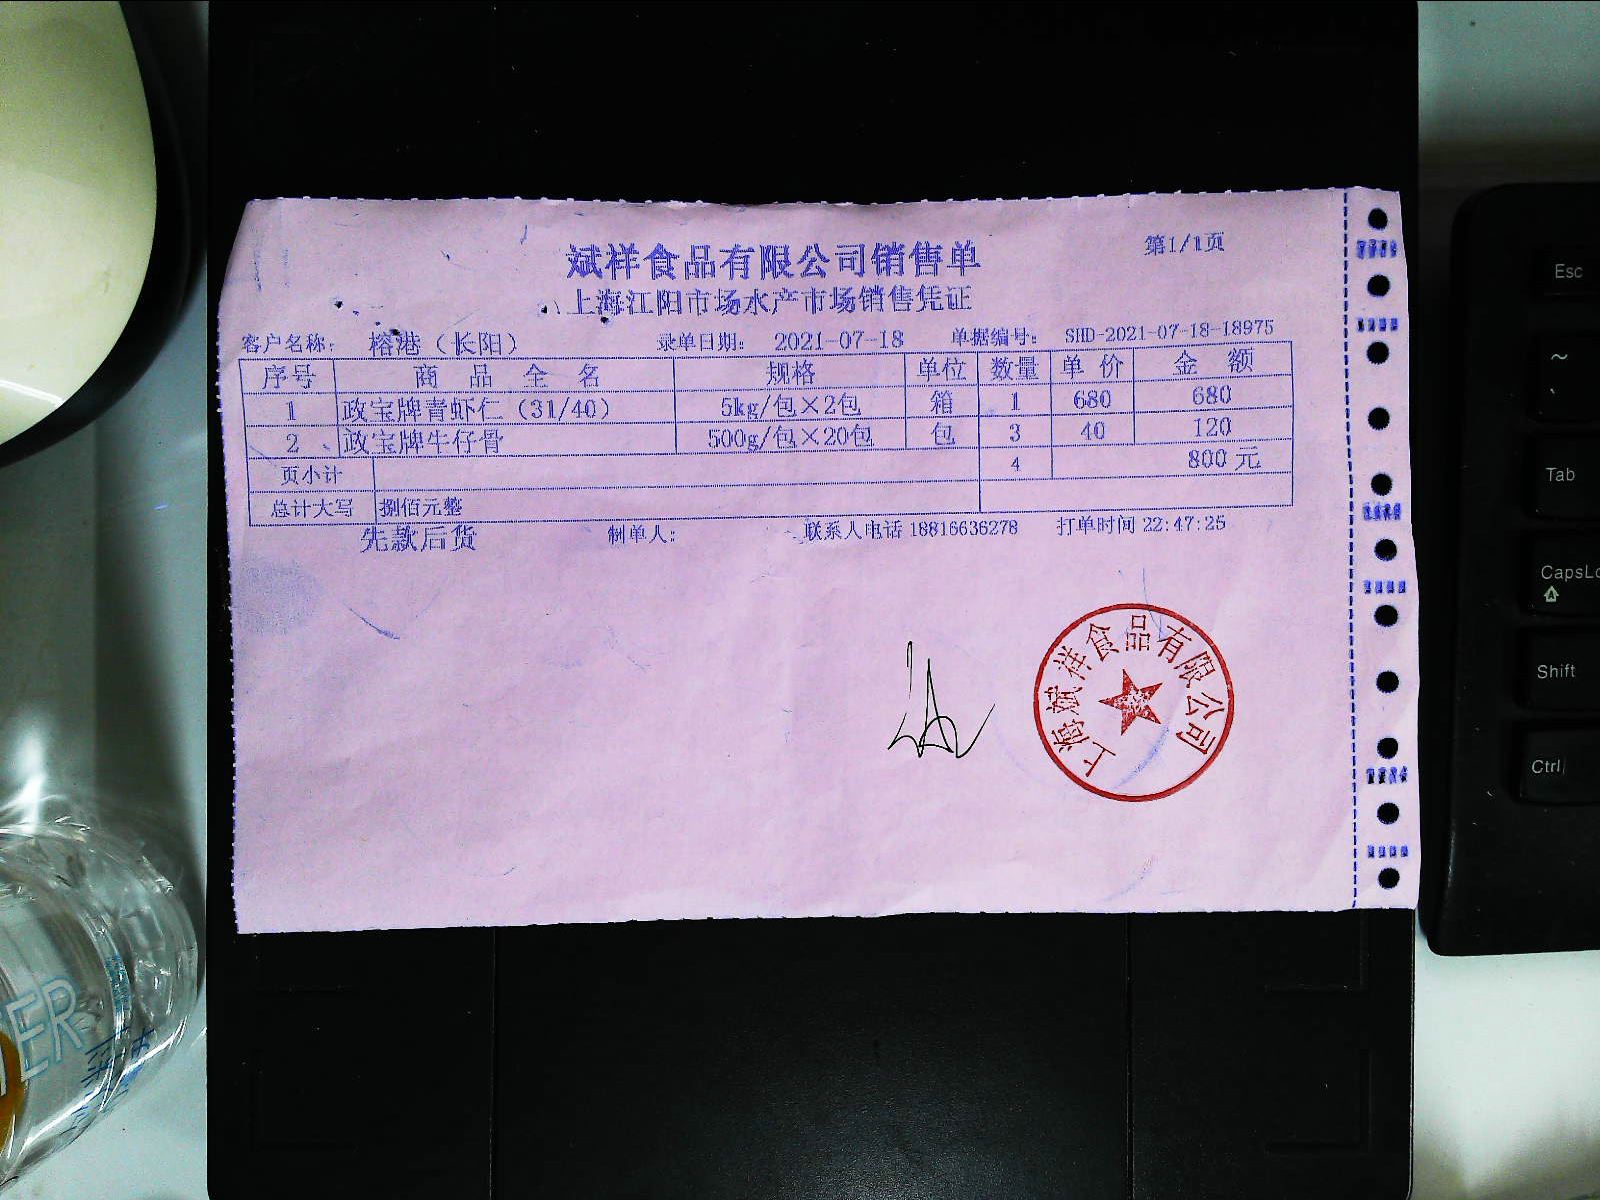 斌祥食品有限公司销售单
第1/1页
上海江阳市场水产市场销售凭证
客户名称： 榕港（长阳） 录单日期： 2021-07-18 单据编号： SHD-2021-07-18-18975
序号 商品全名 规格 单位 数量 单价 金额
1 政宝牌青虾仁（31/40） 5kg/包×2包 箱 1 680 680
2 政宝牌牛仔骨 500g/包×20包 包 3 40 120
页小计 4 800 元
总计大写 捌佰元整
先款后货 制单人： 联系人电话 18816636278 打单时间 22:47:25
上海斌祥食品有限公司
Esc
~
`
Tab
CapsLo
Shift
Ctrl
TER